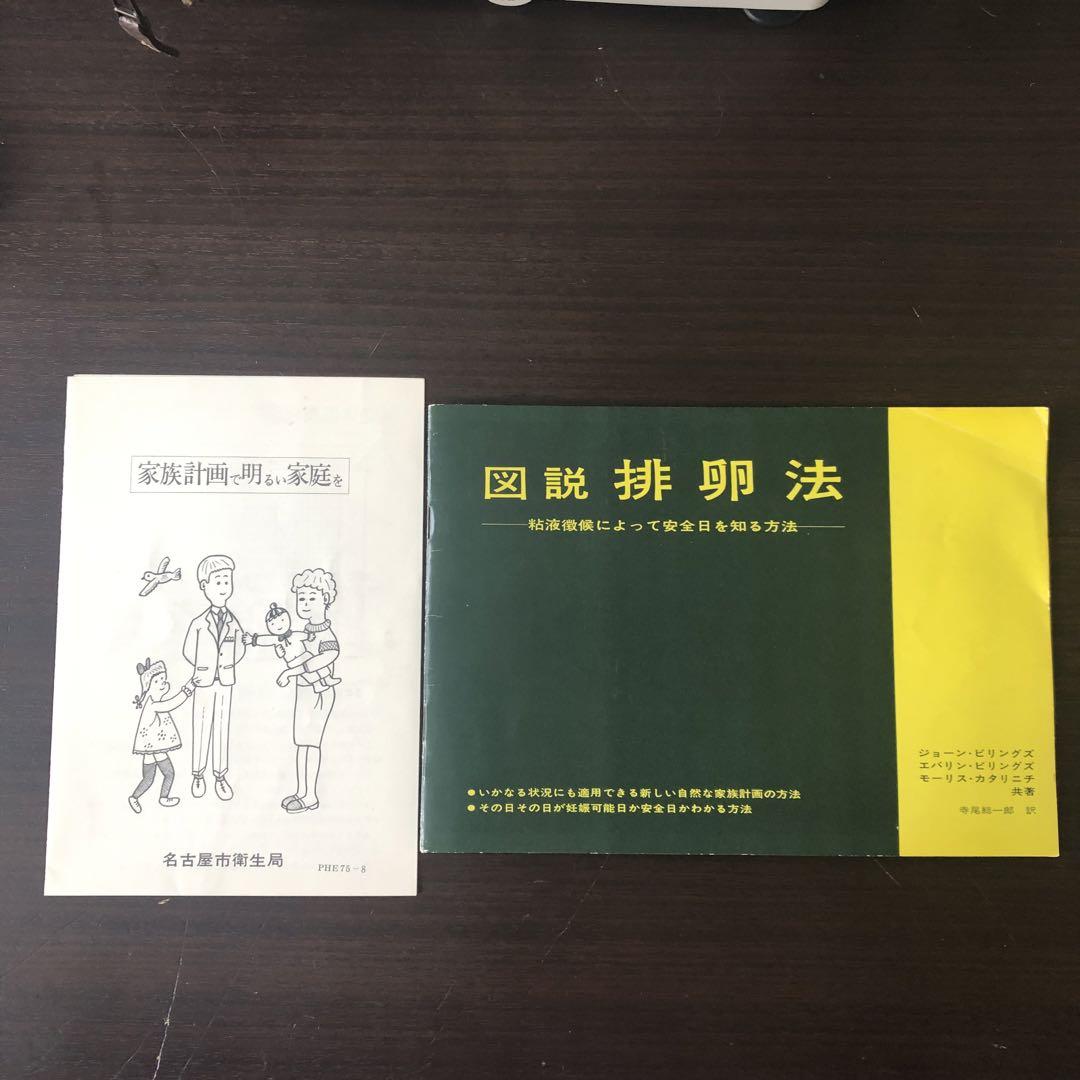 家族計画で明るい家庭を
名古屋市衛生局
PHE75-8
図説 排卵法
粘液徴候によって安全日を知る方法
●いかなる状況にも適用できる新しい自然な家族計画の方法
●その日その日が妊娠可能日か安全日かわかる方法
ジョーン・ビリングズ
エバリン・ビリングズ
モーリス・カタリニチ
共著
寺尾総一郎 訳